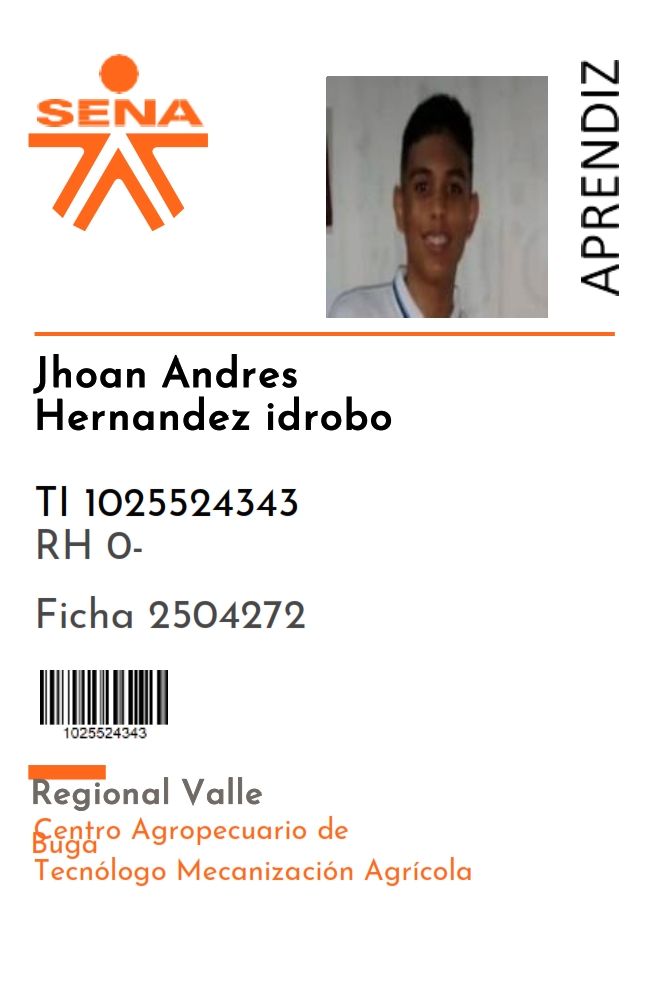 SENA
APRENDIZ
Jhoan Andres
Hernandez idrobo
TI 1025524343
RH O-
Ficha 2504272
1025524343
Regional Valle
Centro Agropecuario de
Buga
Tecnólogo Mecanización Agrícola